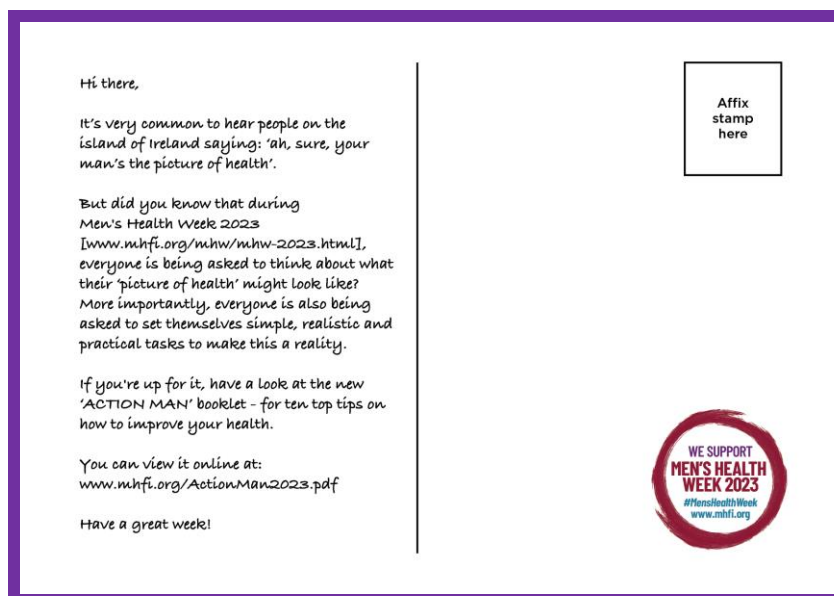 Hi there,
It's very common to hear people on the
island of Ireland saying: 'ah, sure, your
man's the picture of health'.
But did you know that during
Men's Health Week 2023
[www.mhfi.org/mhw/mhw-2023.html],
everyone is being asked to think about what
their 'picture of health' might look like?
More importantly, everyone is also being
asked to set themselves simple, realistic and
practical tasks to make this a reality.
If you're up for it, have a look at the new
'ACTION MAN' booklet - for ten top tips on
how to improve your health.
You can view it online at:
www.mhfi.org/ActionMan2023.pdf
Have a great week!
Affix
stamp
here
WE SUPPORT
MEN'S HEALTH
WEEK 2023
#MensHealthWeek
www.mhfi.org